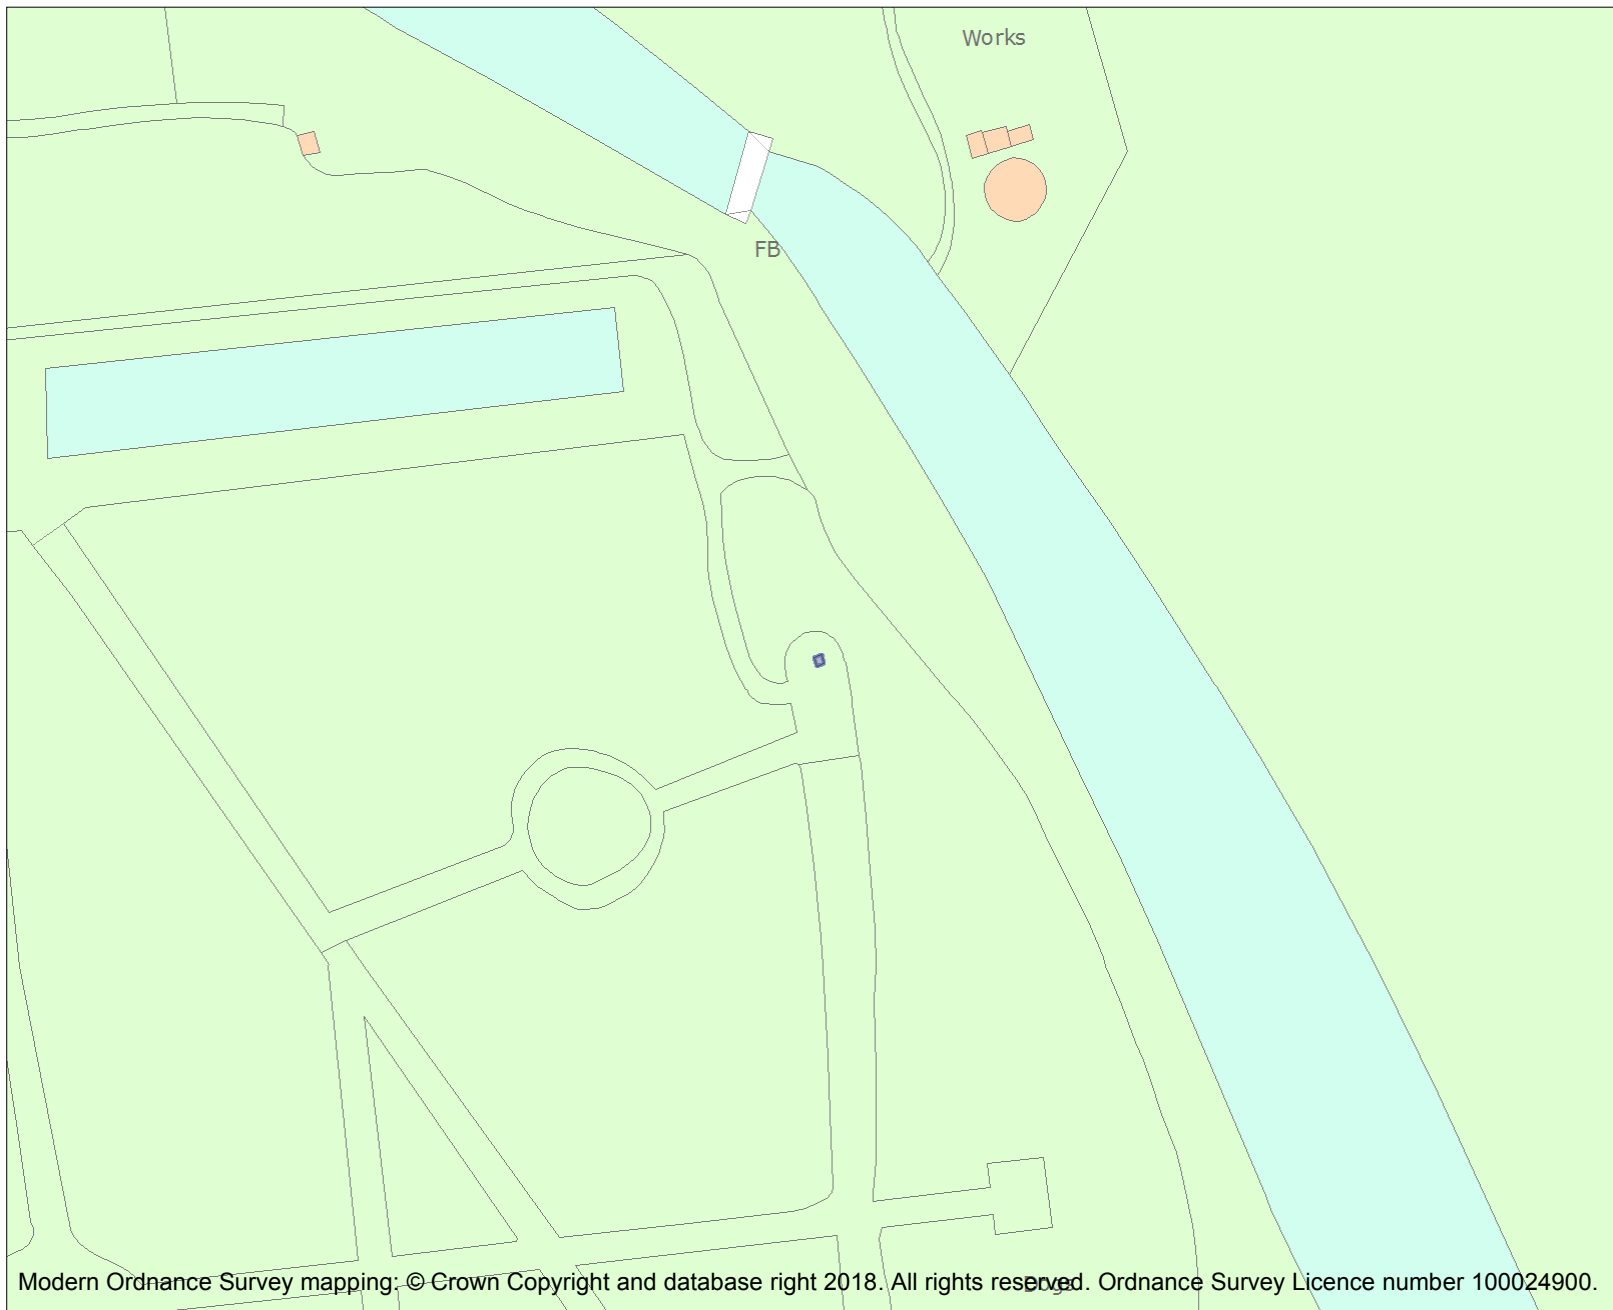 Works
FB
Dogs
Modern Ordnance Survey mapping: © Crown Copyright and database right 2018. All rights reserved. Ordnance Survey Licence number 100024900.